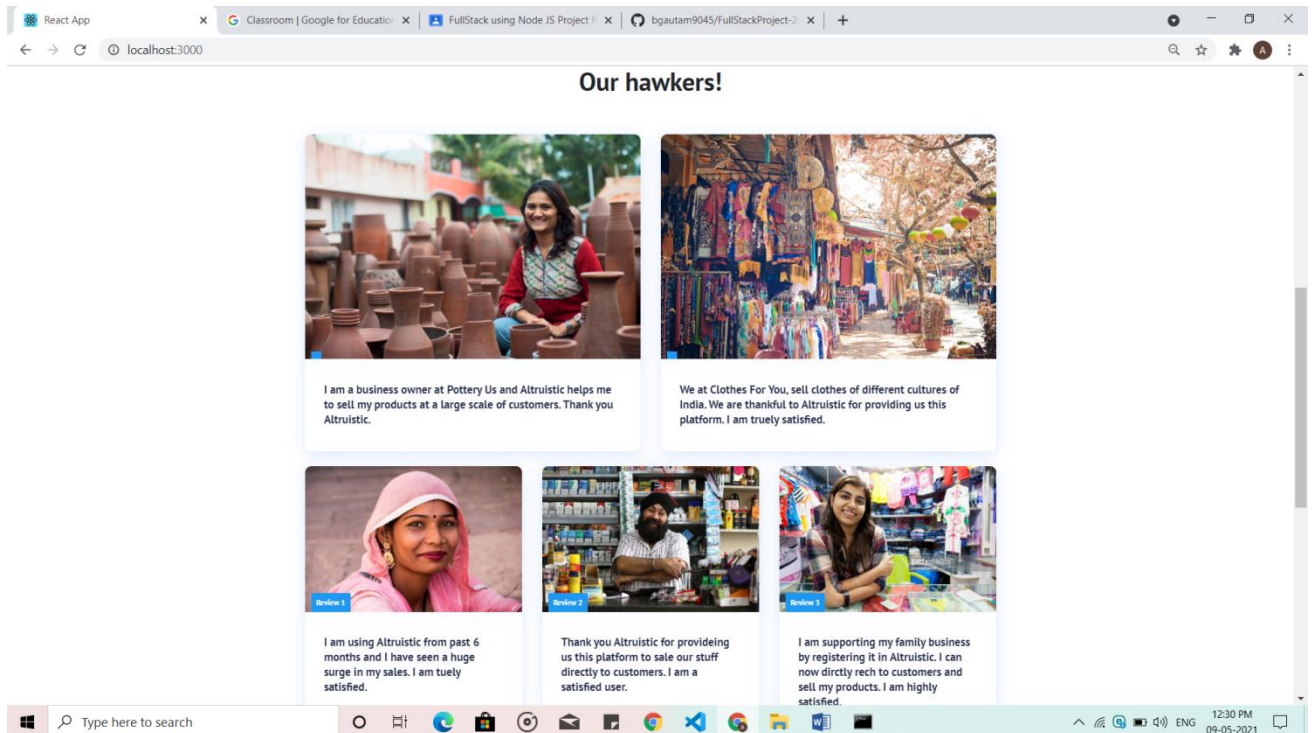 React App
Classroom | Google for Education
FullStack using Node JS Project R
bgautam9045/FullStackProject-2
localhost:3000
A
Our hawkers!
I am a business owner at Pottery Us and Altruistic helps me
to sell my products at a large scale of customers. Thank you
Altruistic.
We at Clothes For You, sell clothes of different cultures of
India. We are thankful to Altruistic for providing us this
platform. I am truely satisfied.
Review 1
Review 2
Review 3
I am using Altruistic from past 6
months and I have seen a huge
surge in my sales. I am tuely
satisfied.
Thank you Altruistic for provideing
us this platform to sale our stuff
directly to customers. I am a
satisfied user.
I am supporting my family business
by registering it in Altruistic. I can
now dirctly rech to customers and
sell my products. I am highly
satisfied.
Type here to search
ENG
12:30 PM
09-05-2021